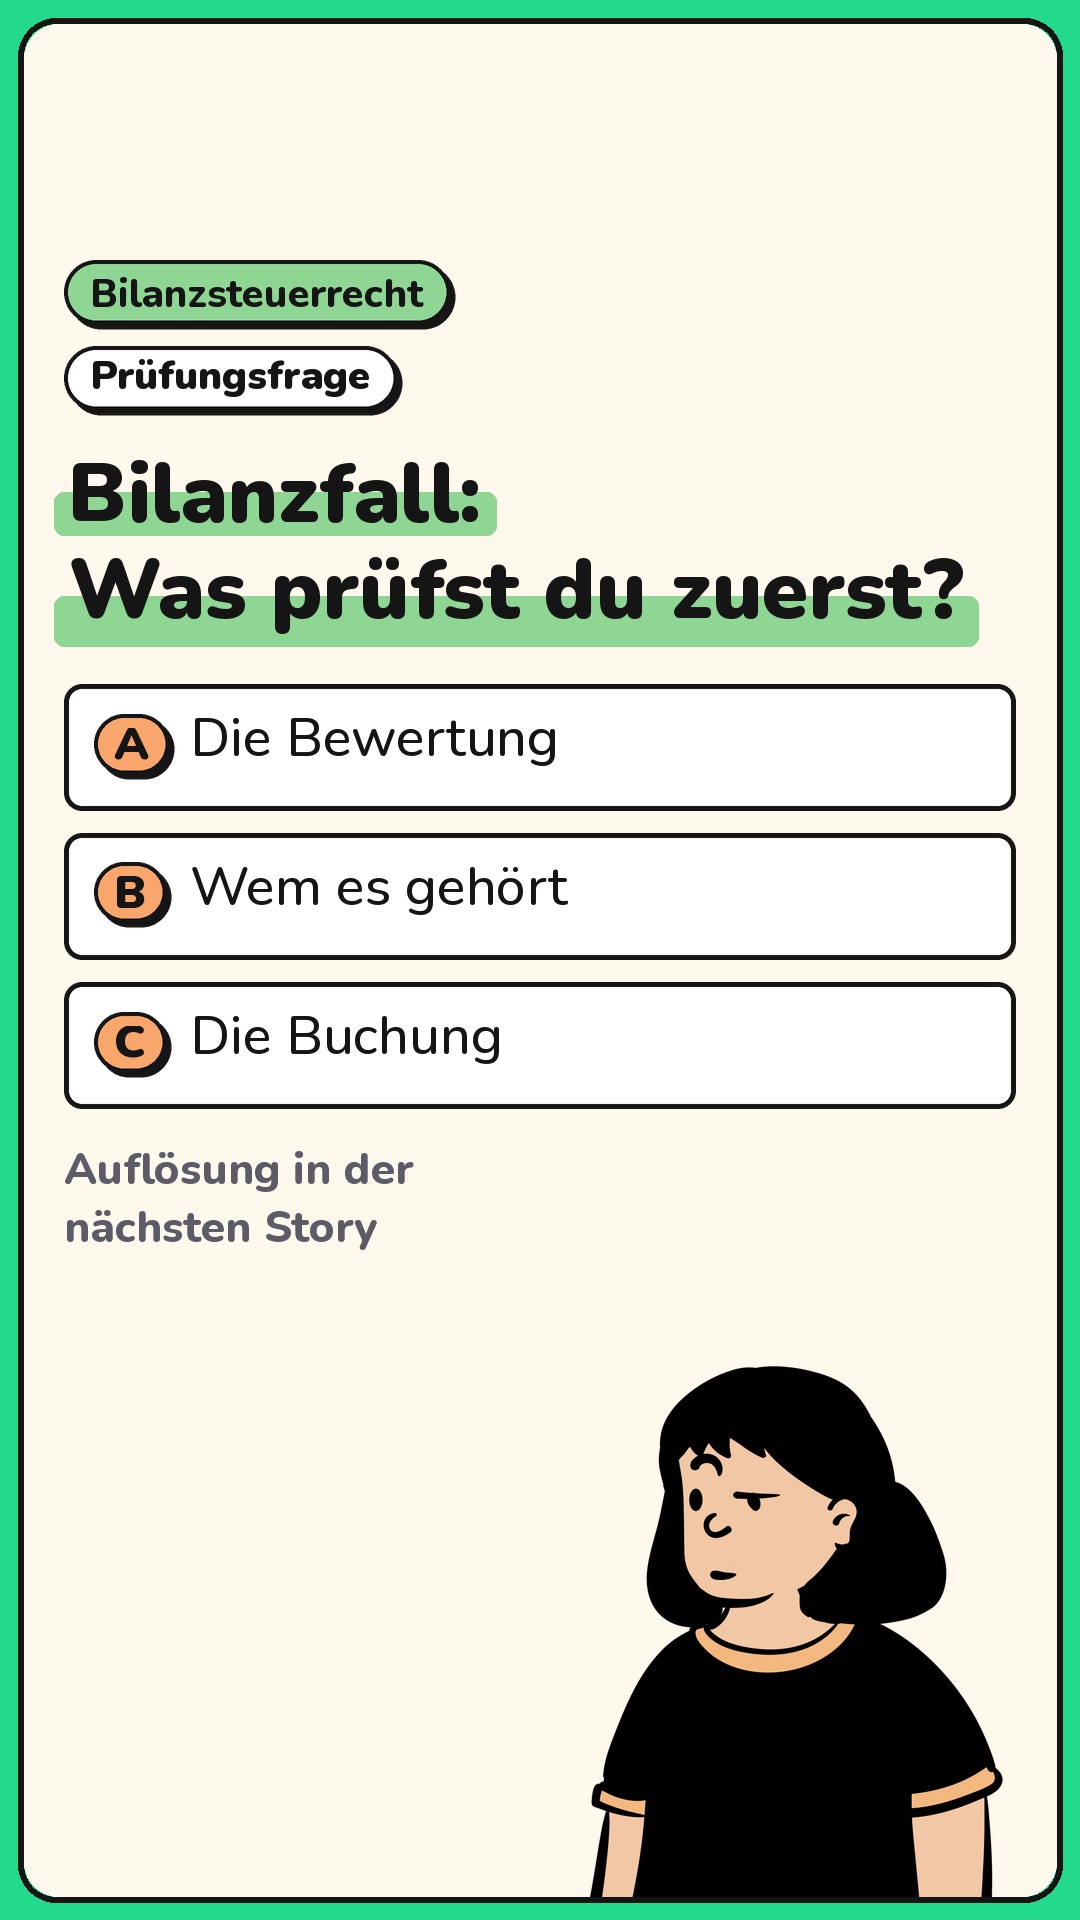 Bilanzsteuerrecht
Prüfungsfrage
Bilanzfall:
Was prüfst du zuerst?
A Die Bewertung
B Wem es gehört
C Die Buchung
Auflösung in der
nächsten Story